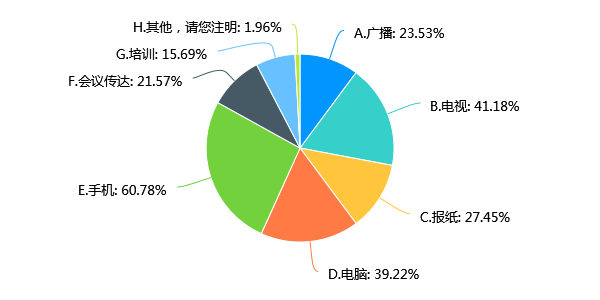 H.其他，请您注明: 1.96%
A.广播: 23.53%
G.培训: 15.69%
F.会议传达: 21.57%
B.电视: 41.18%
E.手机: 60.78%
C.报纸: 27.45%
D.电脑: 39.22%